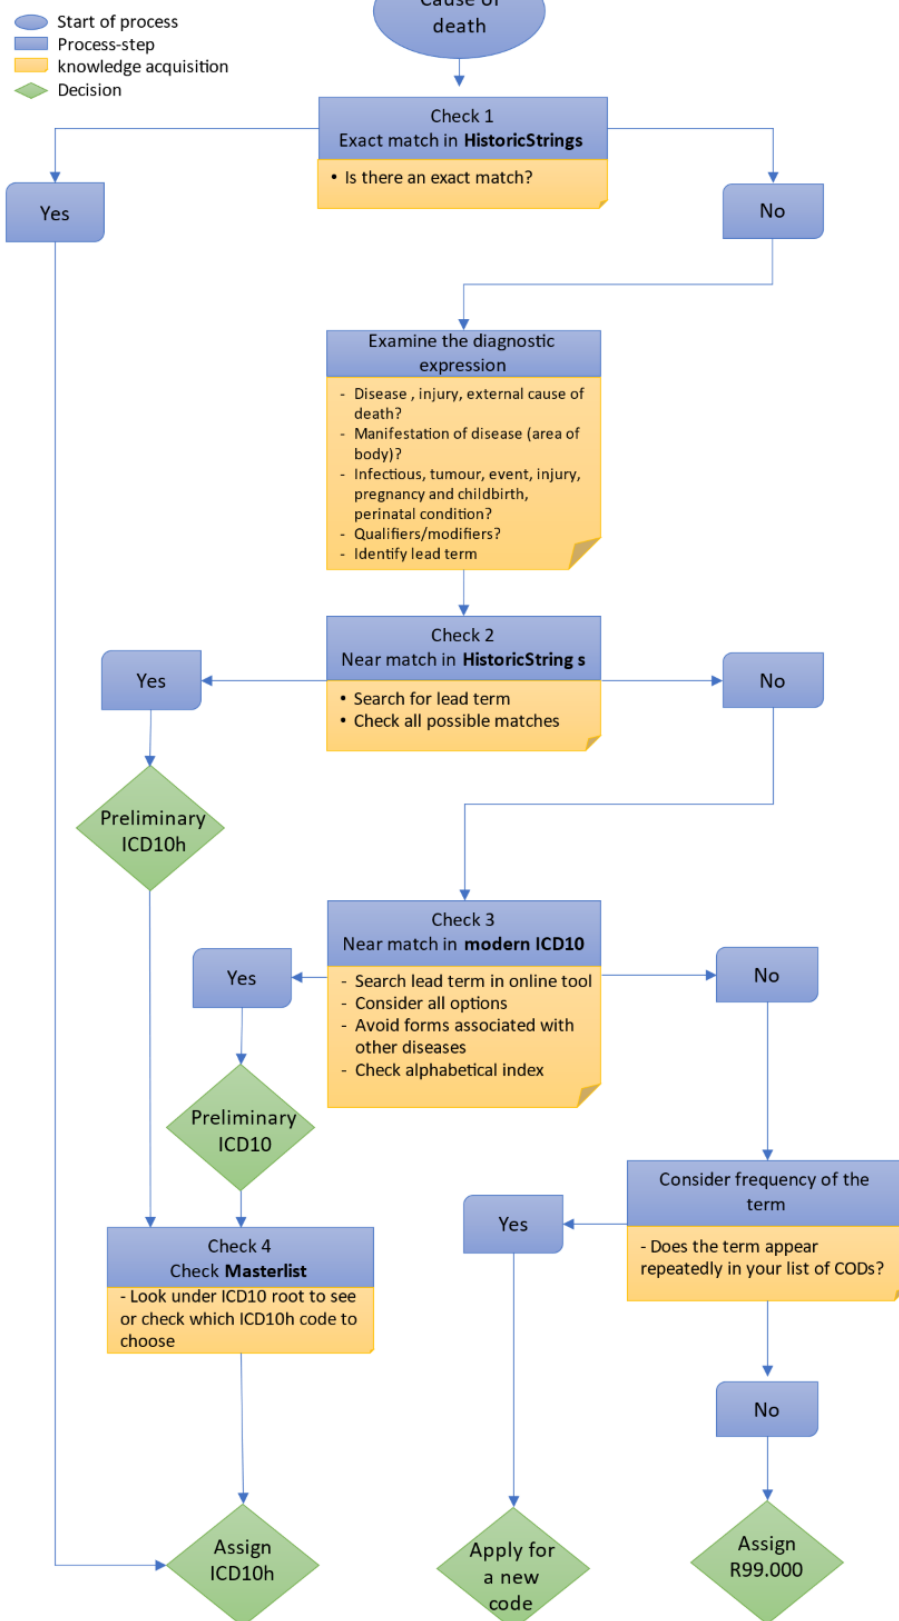 Cause of
death
Start of process
Process-step
knowledge acquisition
Decision
Check 1
Exact match in HistoricStrings
• Is there an exact match?
Yes
No
Examine the diagnostic
expression
- Disease , injury, external cause of
death?
- Manifestation of disease (area of
body)?
- Infectious, tumour, event, injury,
pregnancy and childbirth,
perinatal condition?
- Qualifiers/modifiers?
- Identify lead term
Check 2
Near match in HistoricString s
• Search for lead term
• Check all possible matches
Yes
No
Preliminary
ICD10h
Check 3
Near match in modern ICD10
- Search lead term in online tool
- Consider all options
- Avoid forms associated with
other diseases
- Check alphabetical index
Yes
No
Preliminary
ICD10
Consider frequency of the
term
- Does the term appear
repeatedly in your list of CODs?
Yes
Check 4
Check Masterlist
- Look under ICD10 root to see
or check which ICD10h code to
choose
No
Assign
ICD10h
Apply for
a new
code
Assign
R99.000